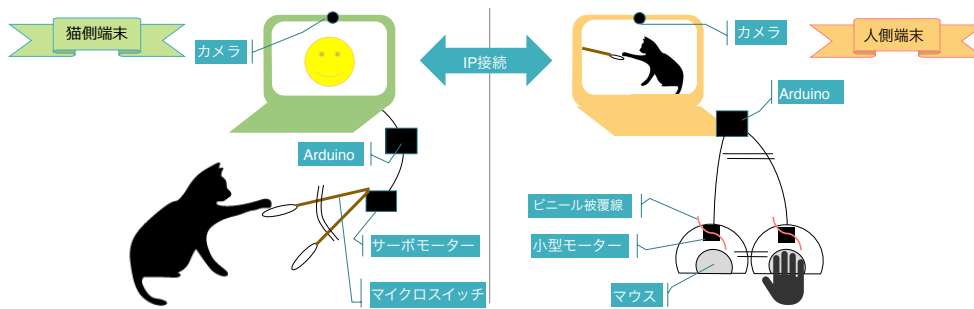 猫側端末
カメラ
IP接続
カメラ
人側端末
Arduino
Arduino
サーボモーター
マイクロスイッチ
ビニール被覆線
小型モーター
マウス